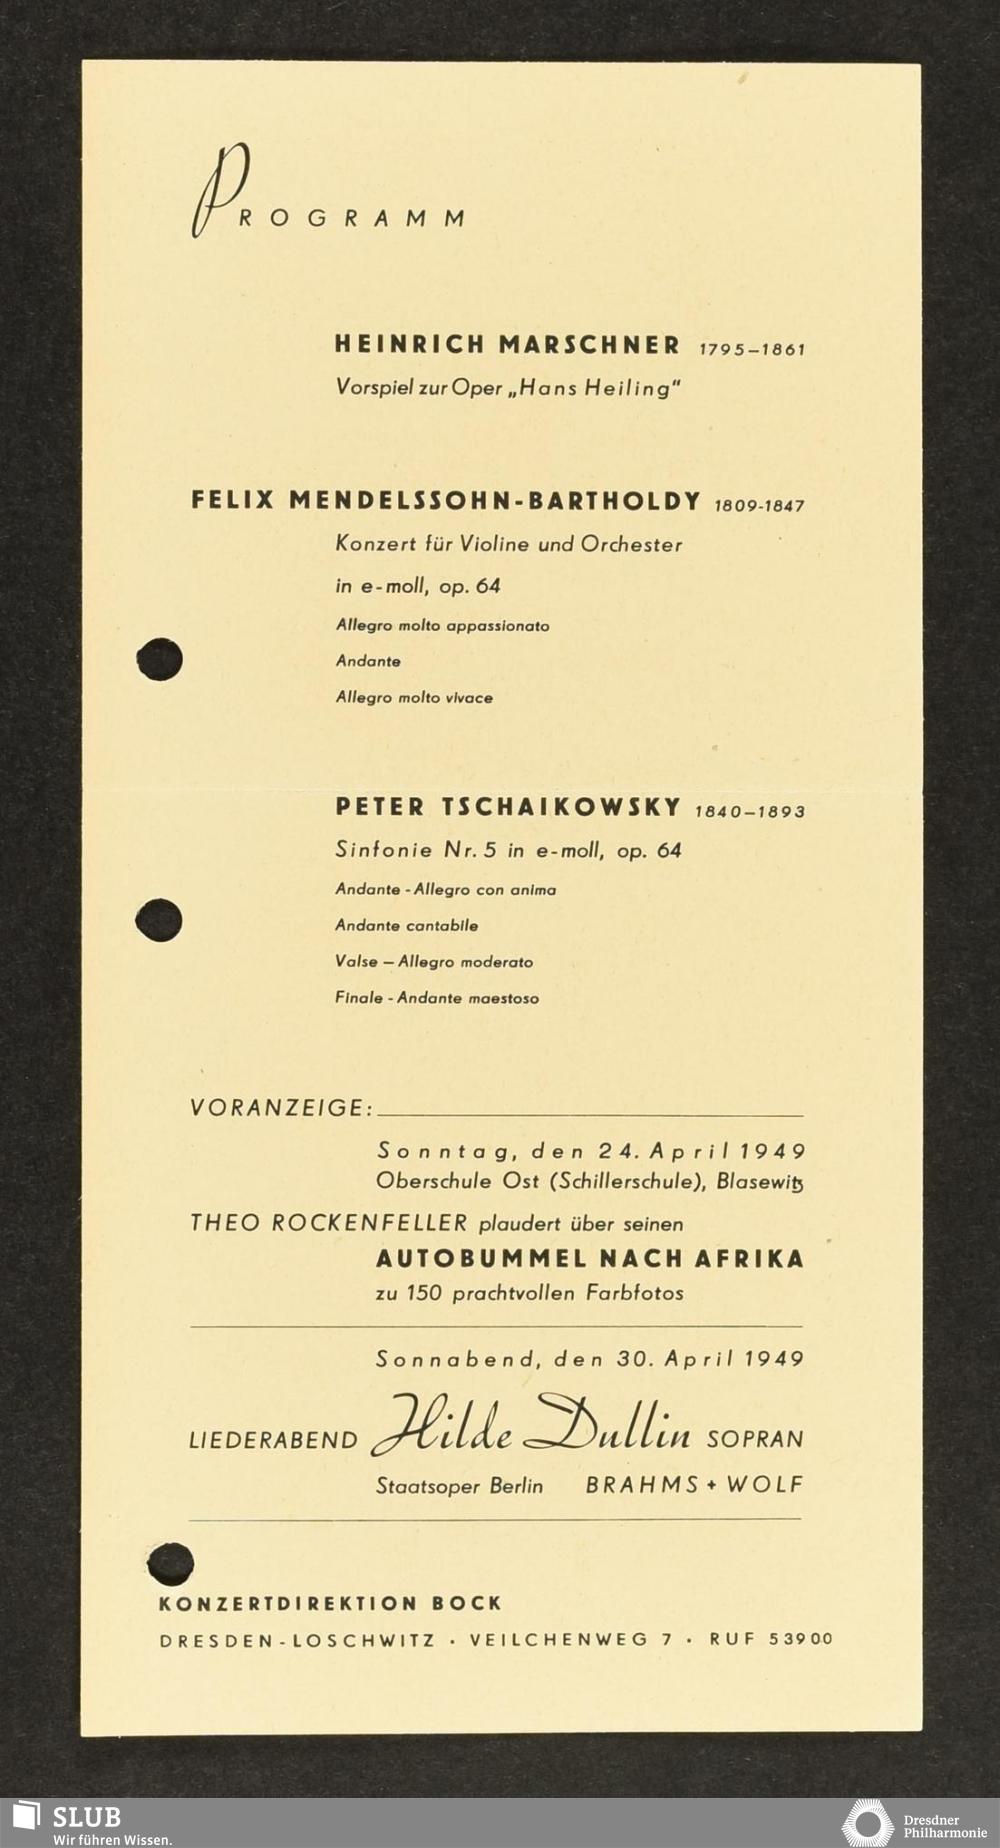 PROGRAMM
HEINRICH MARSCHNER 1795–1861
Vorspiel zur Oper „Hans Heiling“
FELIX MENDELSSOHN-BARTHOLDY 1809-1847
Konzert für Violine und Orchester
in e-moll, op. 64
Allegro molto appassionato
Andante
Allegro molto vivace
PETER TSCHAIKOWSKY 1840–1893
Sinfonie Nr. 5 in e-moll, op. 64
Andante - Allegro con anima
Andante cantabile
Valse – Allegro moderato
Finale - Andante maestoso
VORANZEIGE:
Sonntag, den 24. April 1949
Oberschule Ost (Schillerschule), Blasewitz
THEO ROCKENFELLER plaudert über seinen
AUTOBUMMEL NACH AFRIKA
zu 150 prachtvollen Farbfotos
Sonnabend, den 30. April 1949
LIEDERABEND Hilde Dullin SOPRAN
Staatsoper Berlin BRAHMS + WOLF
KONZERTDIREKTION BOCK
DRESDEN-LOSCHWITZ · VEILCHENWEG 7 · RUF 53900
SLUB
Wir führen Wissen.
Dresdner
Philharmonie